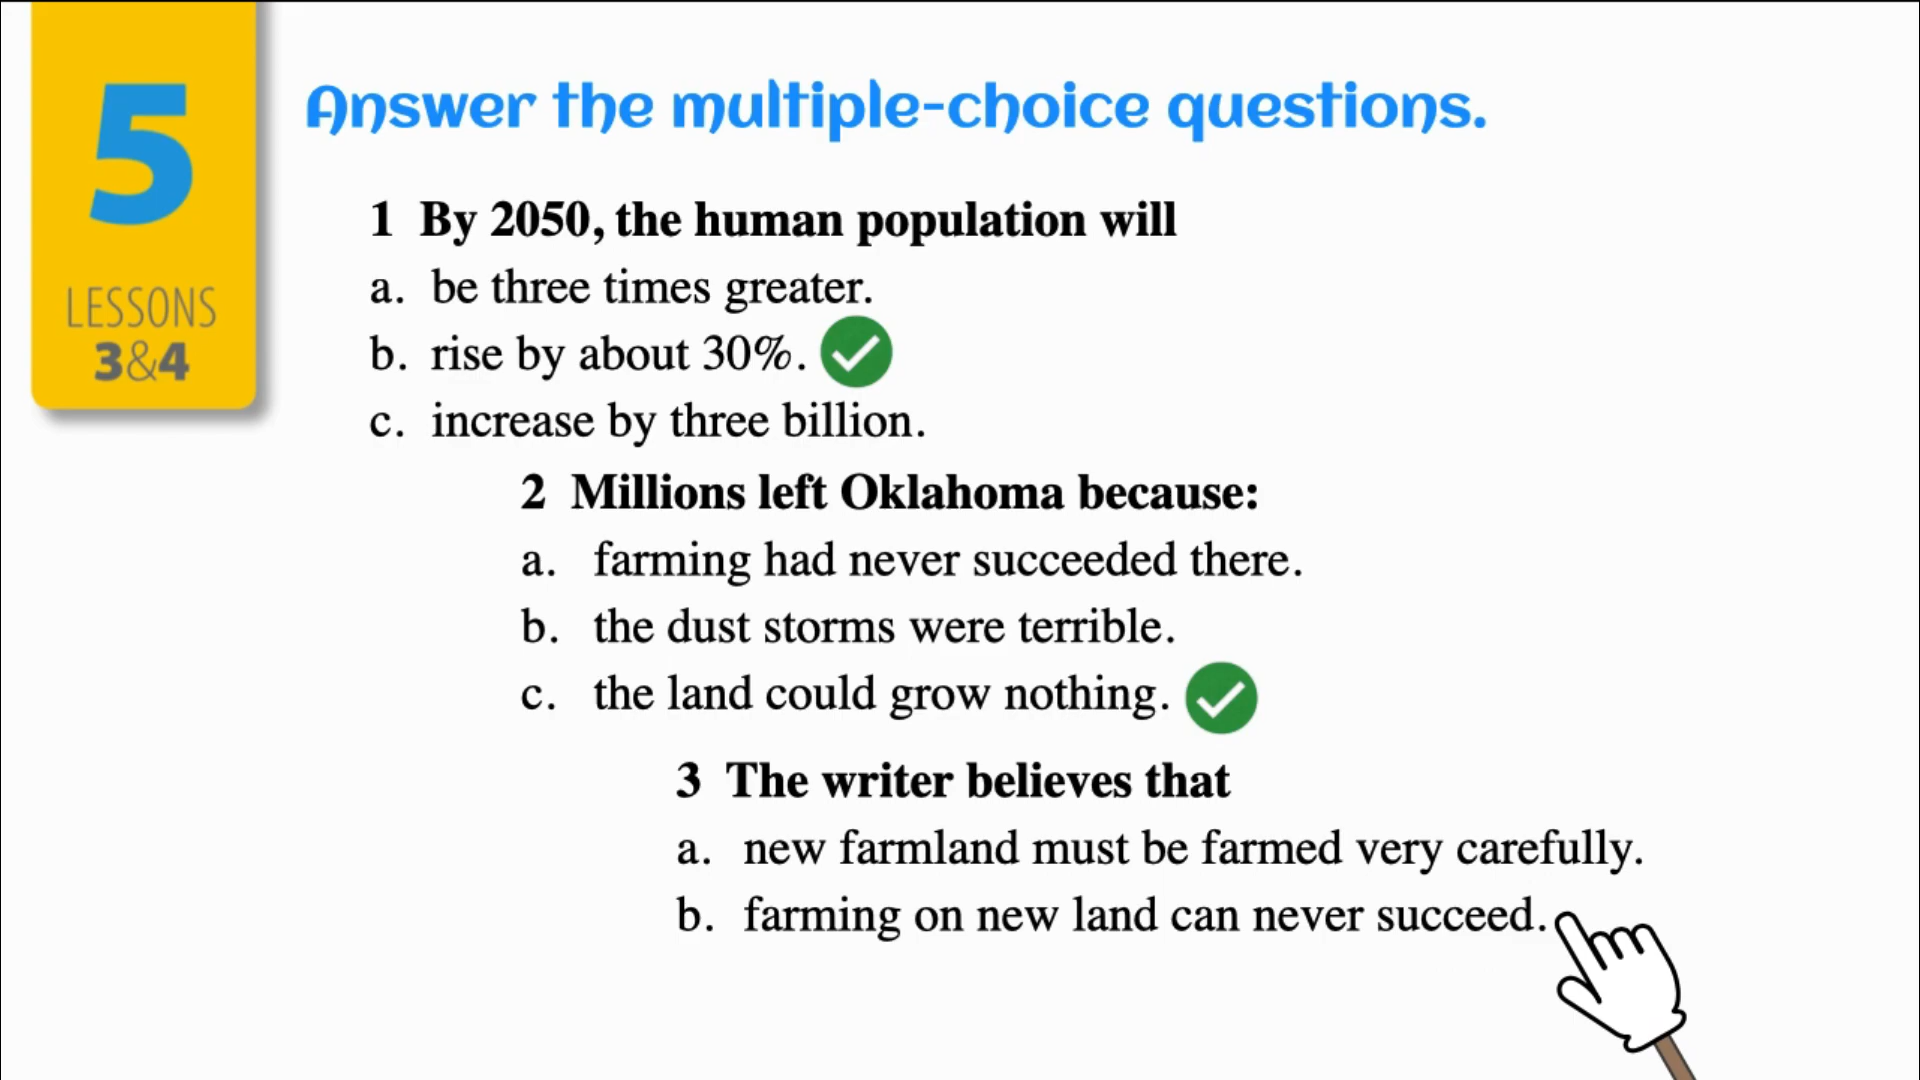 5
LESSONS
3&4
Answer the multiple-choice questions.
1 By 2050, the human population will
a. be three times greater.
b. rise by about 30%.
c. increase by three billion.
2 Millions left Oklahoma because:
a. farming had never succeeded there.
b. the dust storms were terrible.
c. the land could grow nothing.
3 The writer believes that
a. new farmland must be farmed very carefully.
b. farming on new land can never succeed.